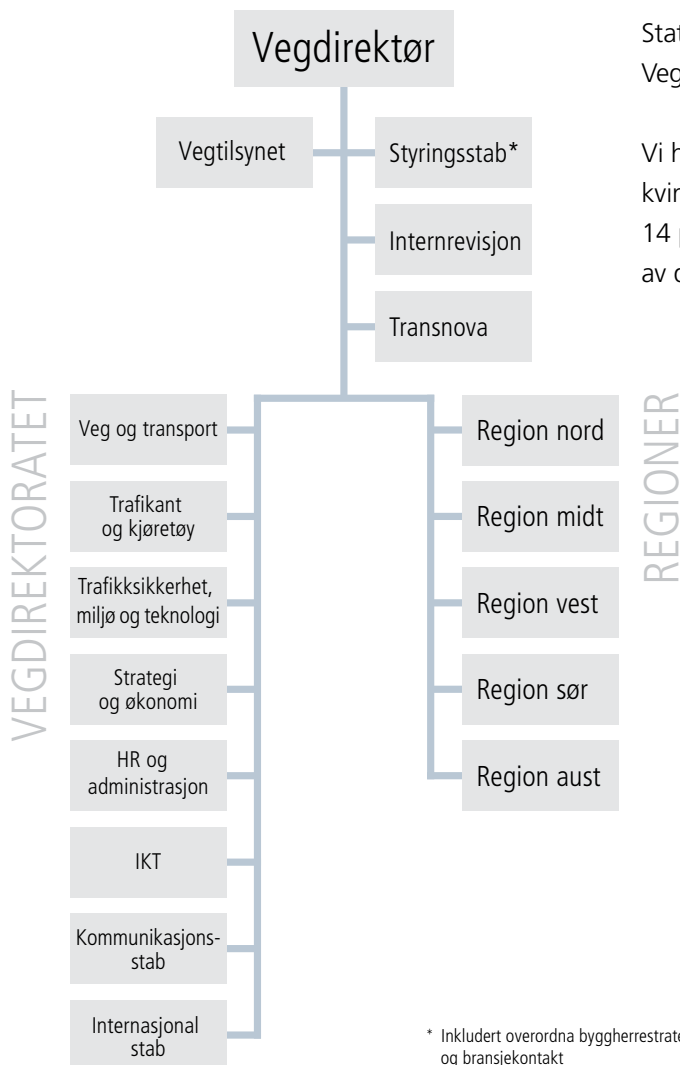 Vegdirektør
Vegtilsynet
Styringsstab*
Internrevisjon
Transnova
VEGDIREKTORATET
Veg og transport
Trafikant
og kjøretøy
Trafikksikkerhet,
miljø og teknologi
Strategi
og økonomi
HR og
administrasjon
IKT
Kommunikasjons-
stab
Internasjonal
stab
REGIONER
Region nord
Region midt
Region vest
Region sør
Region aust
* Inkludert overordna
og bransjekontakt
Vi
14
av